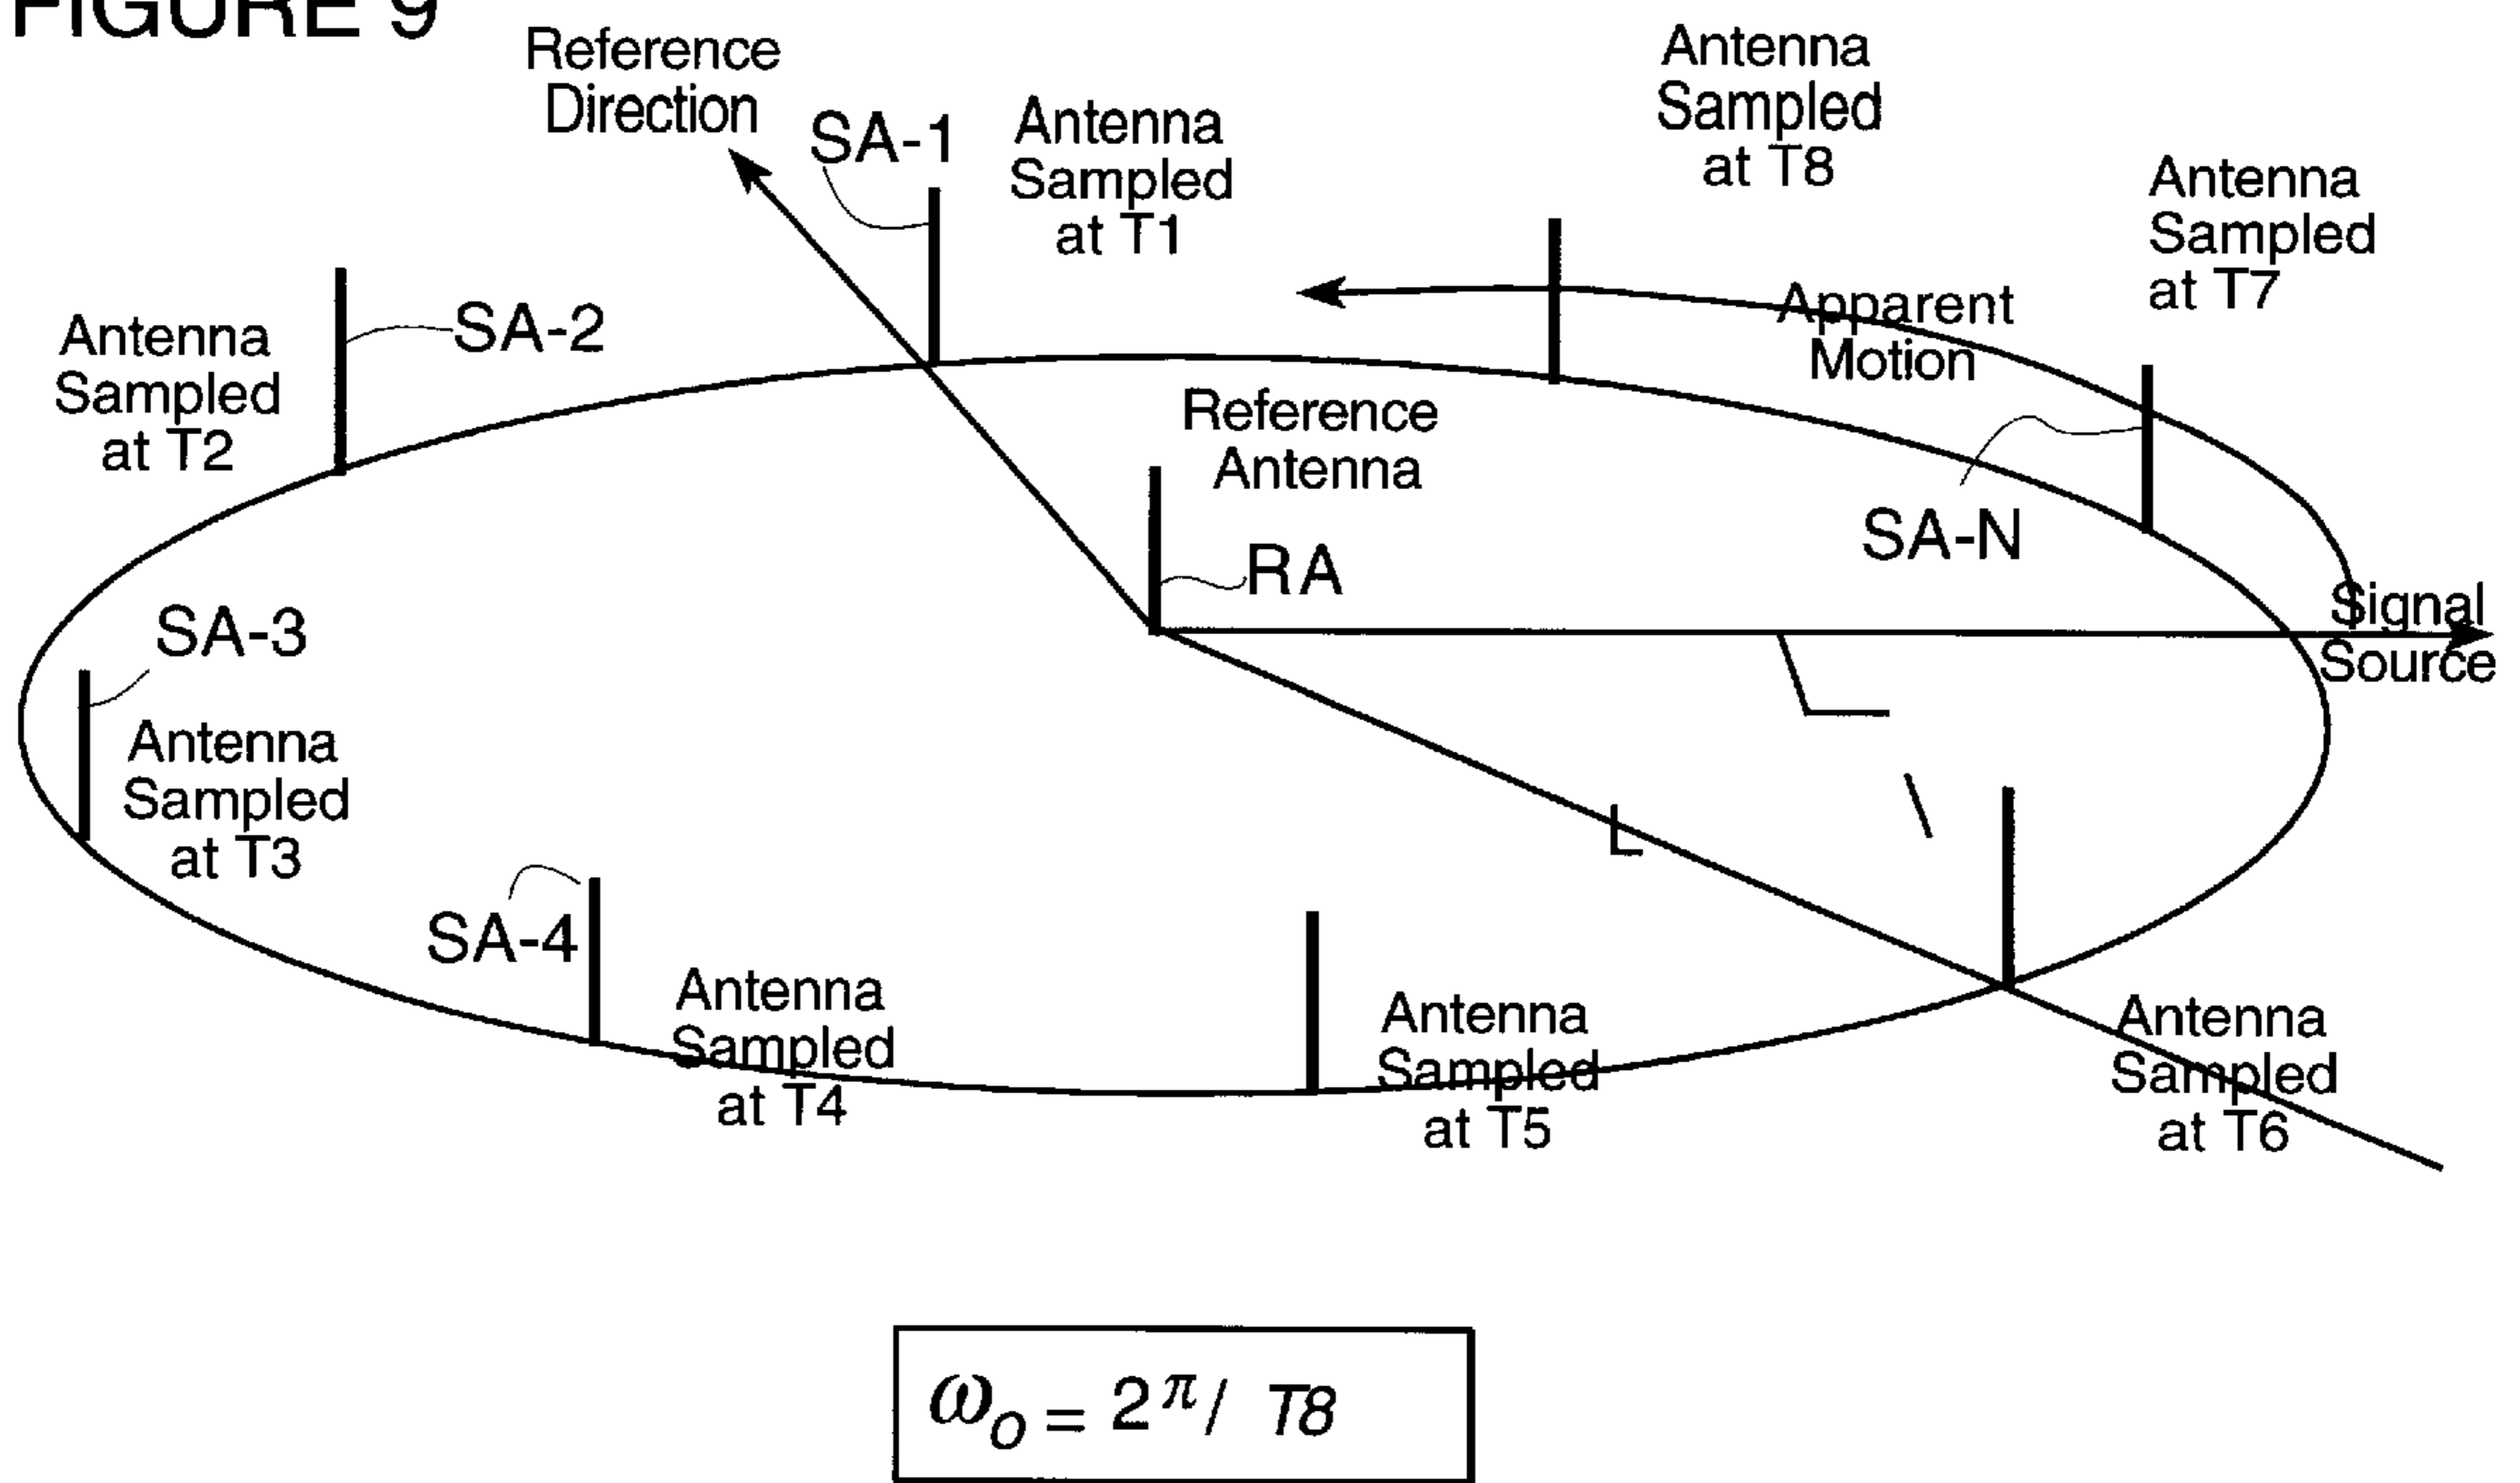 FIGURE 9
Reference
Direction
SA-1
Antenna
Sampled
at T1
Antenna
Sampled
at T8
Antenna
Sampled
at T7
Apparent
Motion
Antenna
Sampled
at T2
SA-2
Reference
Antenna
SA-N
RA
Signal
Source
SA-3
Antenna
Sampled
at T3
L
SA-4
Antenna
Sampled
at T4
Antenna
Sampled
at T5
Antenna
Sampled
at T6
ωo = 2π/ T8